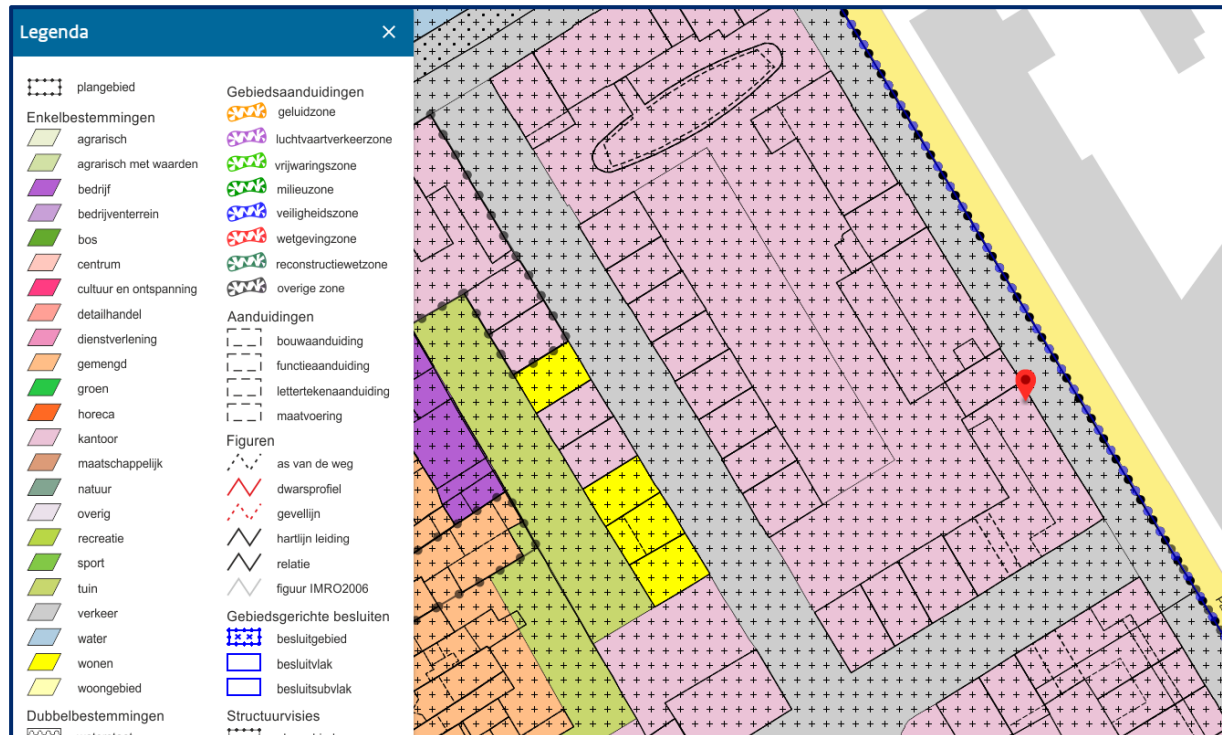 Legenda
plangebied
Enkelbestemmingen
agrarisch
agrarisch met waarden
bedrijf
bedrijventerrein
bos
centrum
cultuur en ontspanning
detailhandel
dienstverlening
gemengd
groen
horeca
kantoor
maatschappelijk
natuur
overig
recreatie
sport
tuin
verkeer
water
wonen
woongebied
Dubbelbestemmingen
Gebiedsaanduidingen
geluidzone
luchtvaartverkeerzone
vrijwaringszone
milieuzone
veiligheidszone
wetgevingzone
reconstructiewetzone
overige zone
Aanduidingen
bouwaanduiding
functieaanduiding
lettertekenaanduiding
maatvoering
Figuren
as van de weg
dwarsprofiel
gevellijn
hartlijn leiding
relatie
figuur IMRO2006
Gebiedsgerichte besluiten
besluitgebied
besluitvlak
besluitsubvlak
Structuurvisies